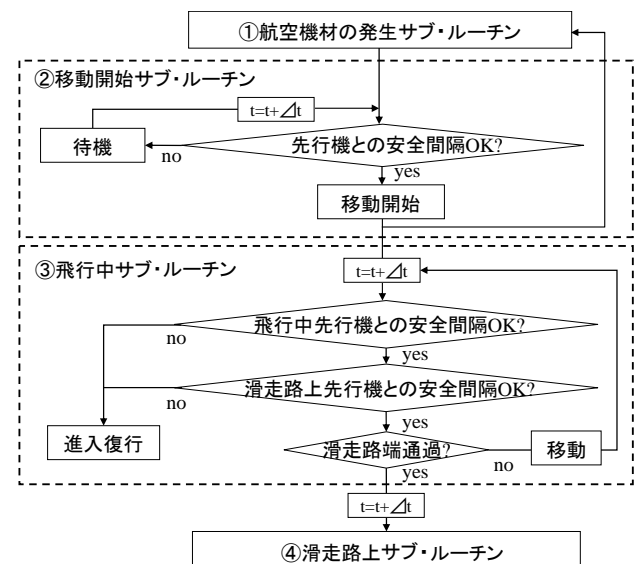 ①航空機材の発生サブ・ルーチン
②移動開始サブ・ルーチン
t=t+⊿t
待機
no
先行機との安全間隔OK?
yes
移動開始
③飛行中サブ・ルーチン
t=t+⊿t
飛行中先行機との安全間隔OK?
no
yes
滑走路上先行機との安全間隔OK?
no
yes
進入復行
滑走路端通過?
no
移動
yes
t=t+⊿t
④滑走路上サブ・ルーチン